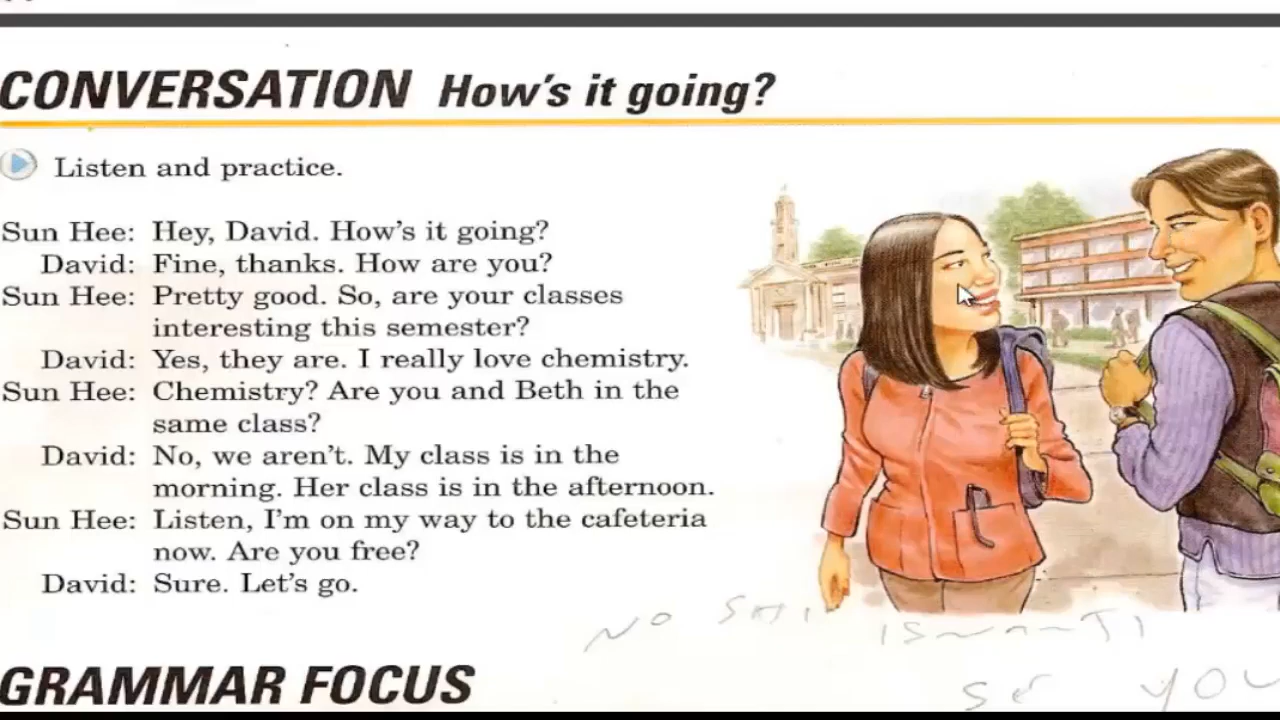 CONVERSATION How's it going?
Listen and practice.
Sun Hee: Hey, David. How's it going?
David: Fine, thanks. How are you?
Sun Hee: Pretty good. So, are your classes
interesting this semester?
David: Yes, they are. I really love chemistry.
Sun Hee: Chemistry? Are you and Beth in the
same class?
David: No, we aren't. My class is in the
morning. Her class is in the afternoon.
Sun Hee: Listen, I'm on my way to the cafeteria
now. Are you free?
David: Sure. Let's go.
NO
GRAMMAR FOCUS